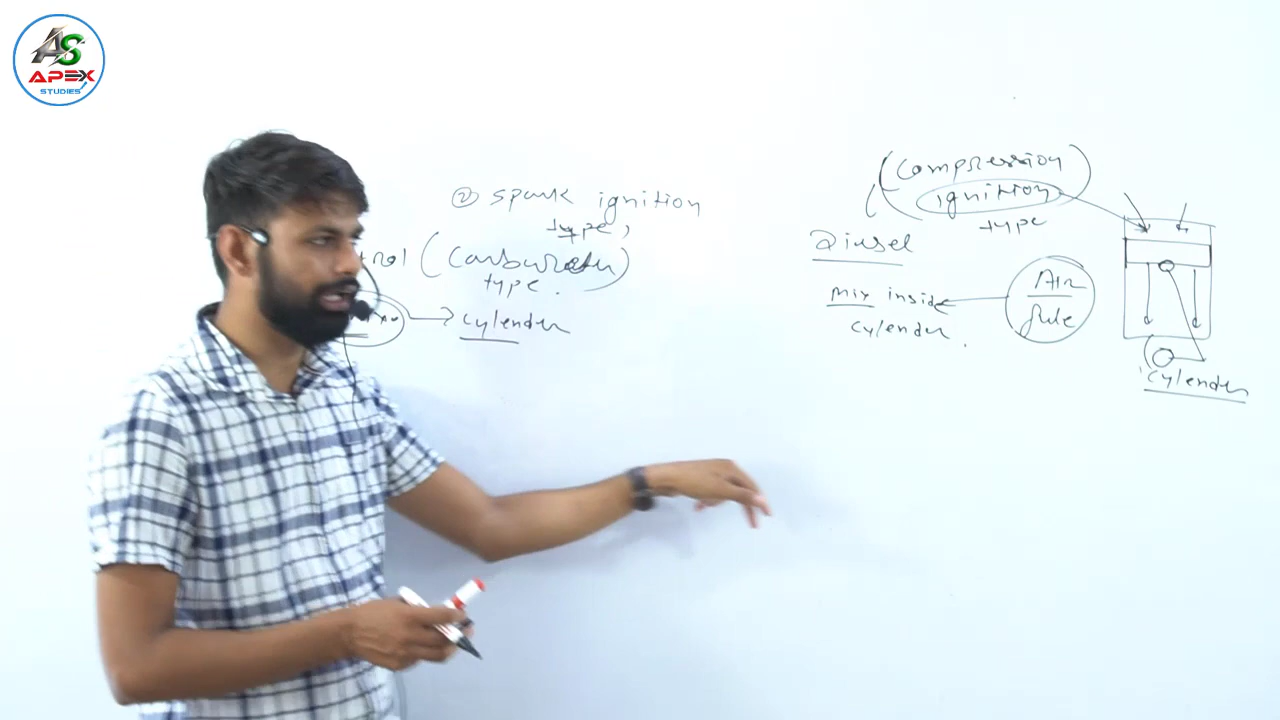 AS
APEX
STUDIES
② spark ignition
type,
(Carburetor)
type.
→ cylender
(Compression
ignition)
type
Diesel
mix inside
cylender.
Air
fule
cylender